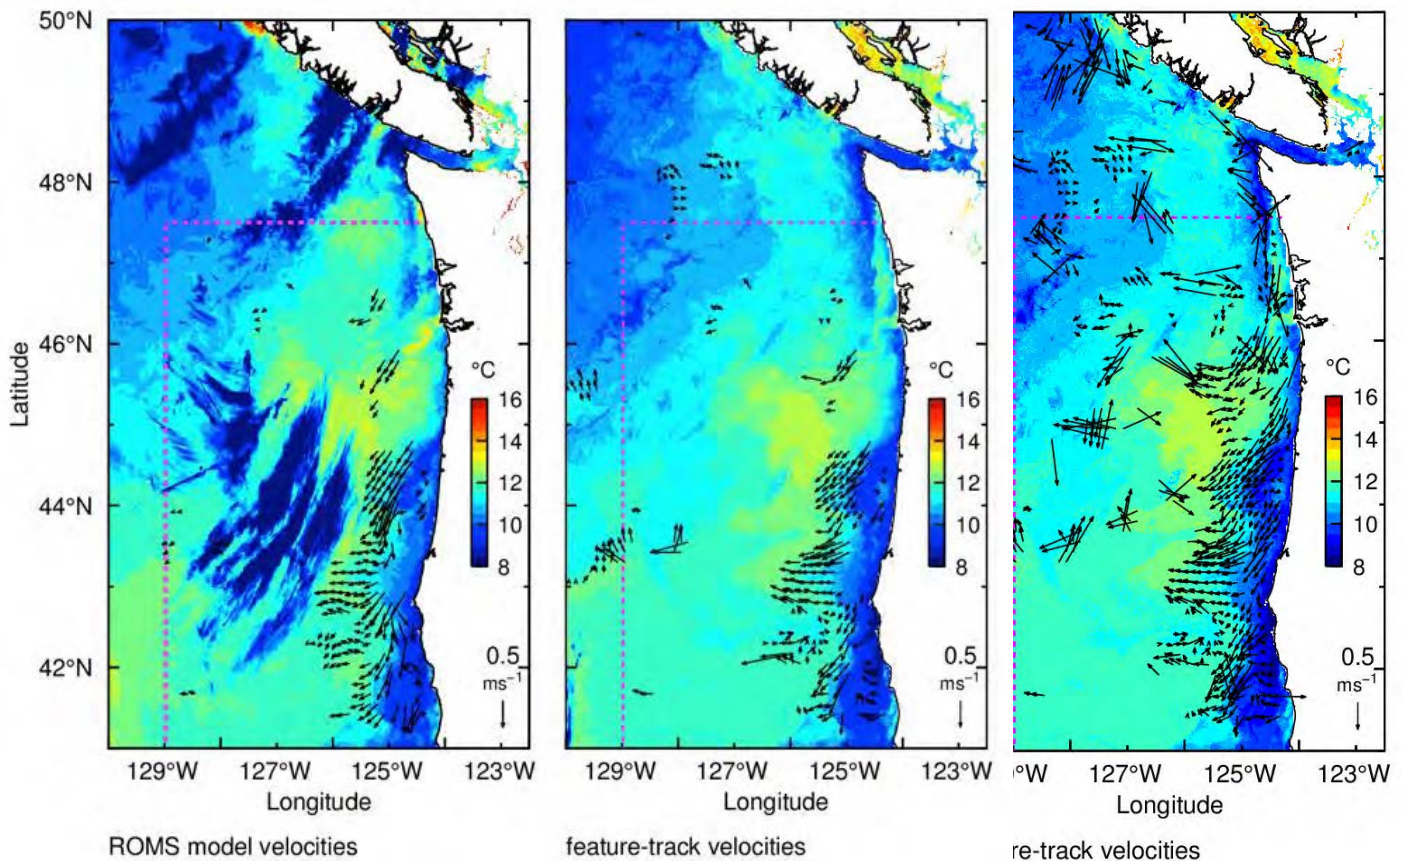 50°N
48°N
46°N
44°N
42°N
Latitude
°C
16
14
12
10
8
0.5
ms⁻¹
129°W 127°W 125°W 123°W
Longitude
ROMS model velocities
°C
16
14
12
10
8
0.5
ms⁻¹
129°W 127°W 125°W 123°W
Longitude
feature-track velocities
°C
16
14
12
10
8
0.5
ms⁻¹
°W 127°W 125°W 123°W
Longitude
re-track velocities